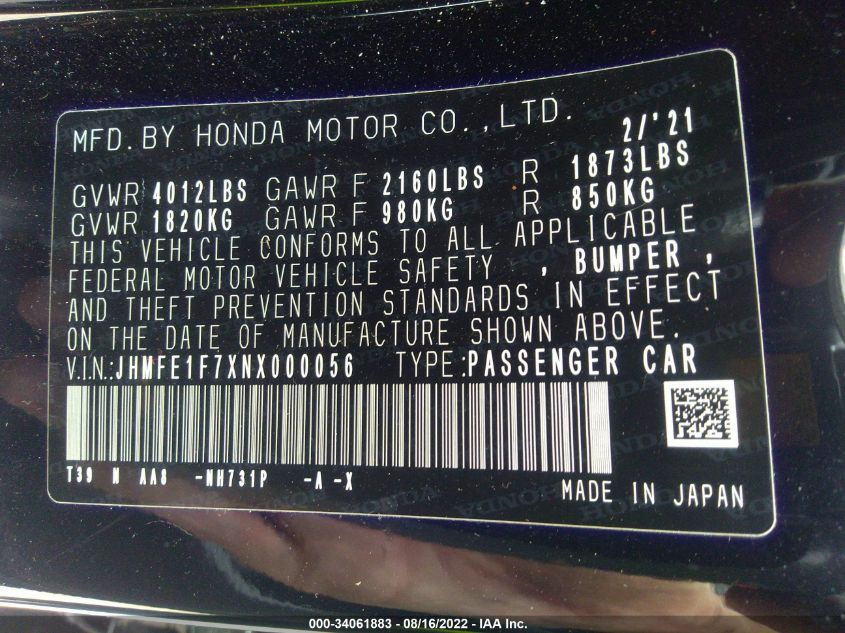 MFD. BY HONDA MOTOR CO., LTD. 2/'21
GVWR 4012LBS GAWR F 2160LBS R 1873LBS
GVWR 1820KG GAWR F 980KG R 850KG
THIS VEHICLE CONFORMS TO ALL APPLICABLE
FEDERAL MOTOR VEHICLE SAFETY , BUMPER ,
AND THEFT PREVENTION STANDARDS IN EFFECT
ON THE DATE OF MANUFACTURE SHOWN ABOVE.
V.I.N.: JHMFE1F7XNX000056 TYPE: PASSENGER CAR
T39 N AA8 -NH731P -A -X
MADE IN JAPAN
000-34061883 - 08/16/2022 - IAA Inc.